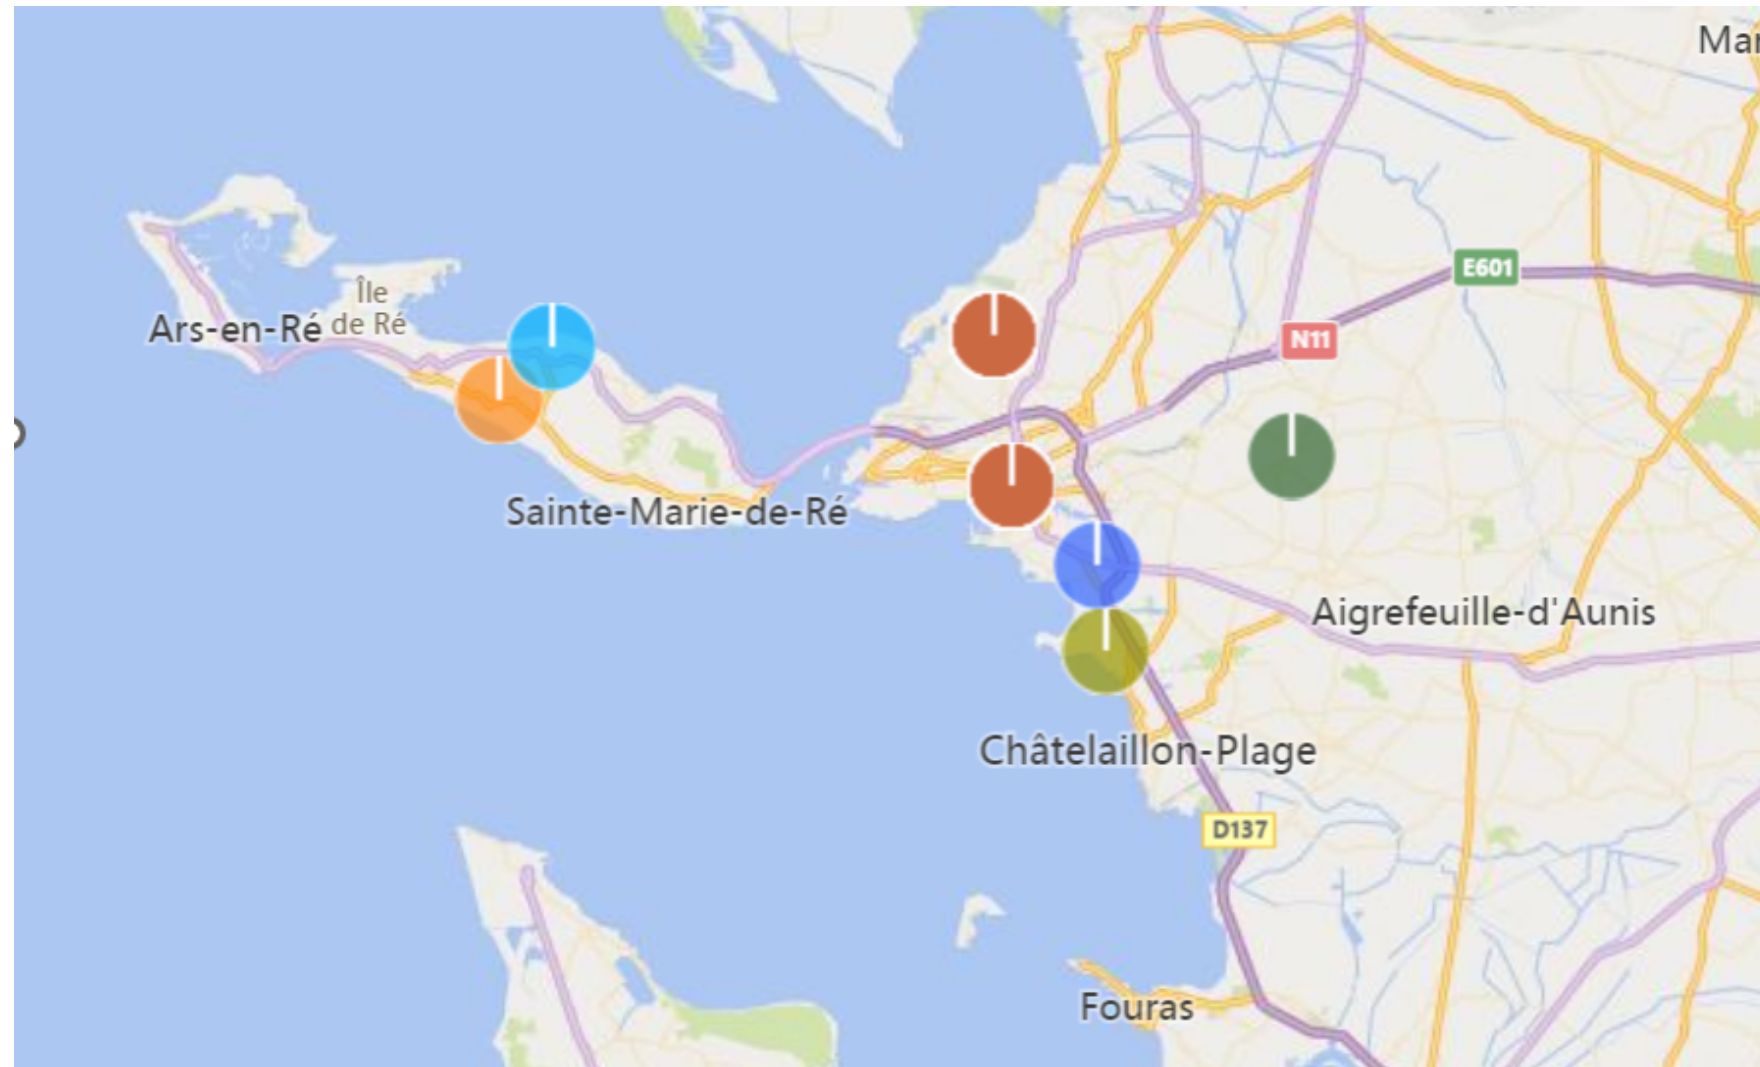 Mar
E601
Île
de Ré
Ars-en-Ré
N11
Sainte-Marie-de-Ré
Aigrefeuille-d'Aunis
Châtelaillon-Plage
D137
Fouras